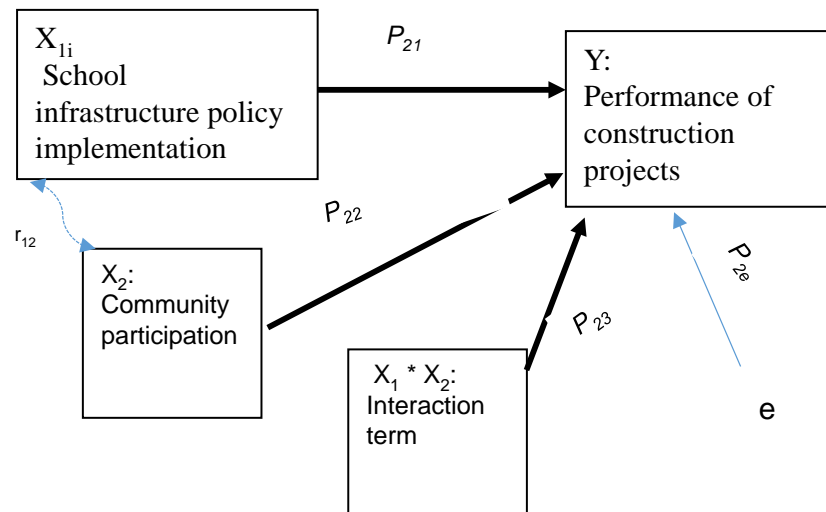 X₁ᵢ
School
infrastructure policy
implementation
P₂₁
Y:
Performance of
construction
projects
P₂₂
r₁₂
X₂:
Community
participation
P₂₃
P₂ₑ
X₁ * X₂:
Interaction
term
e